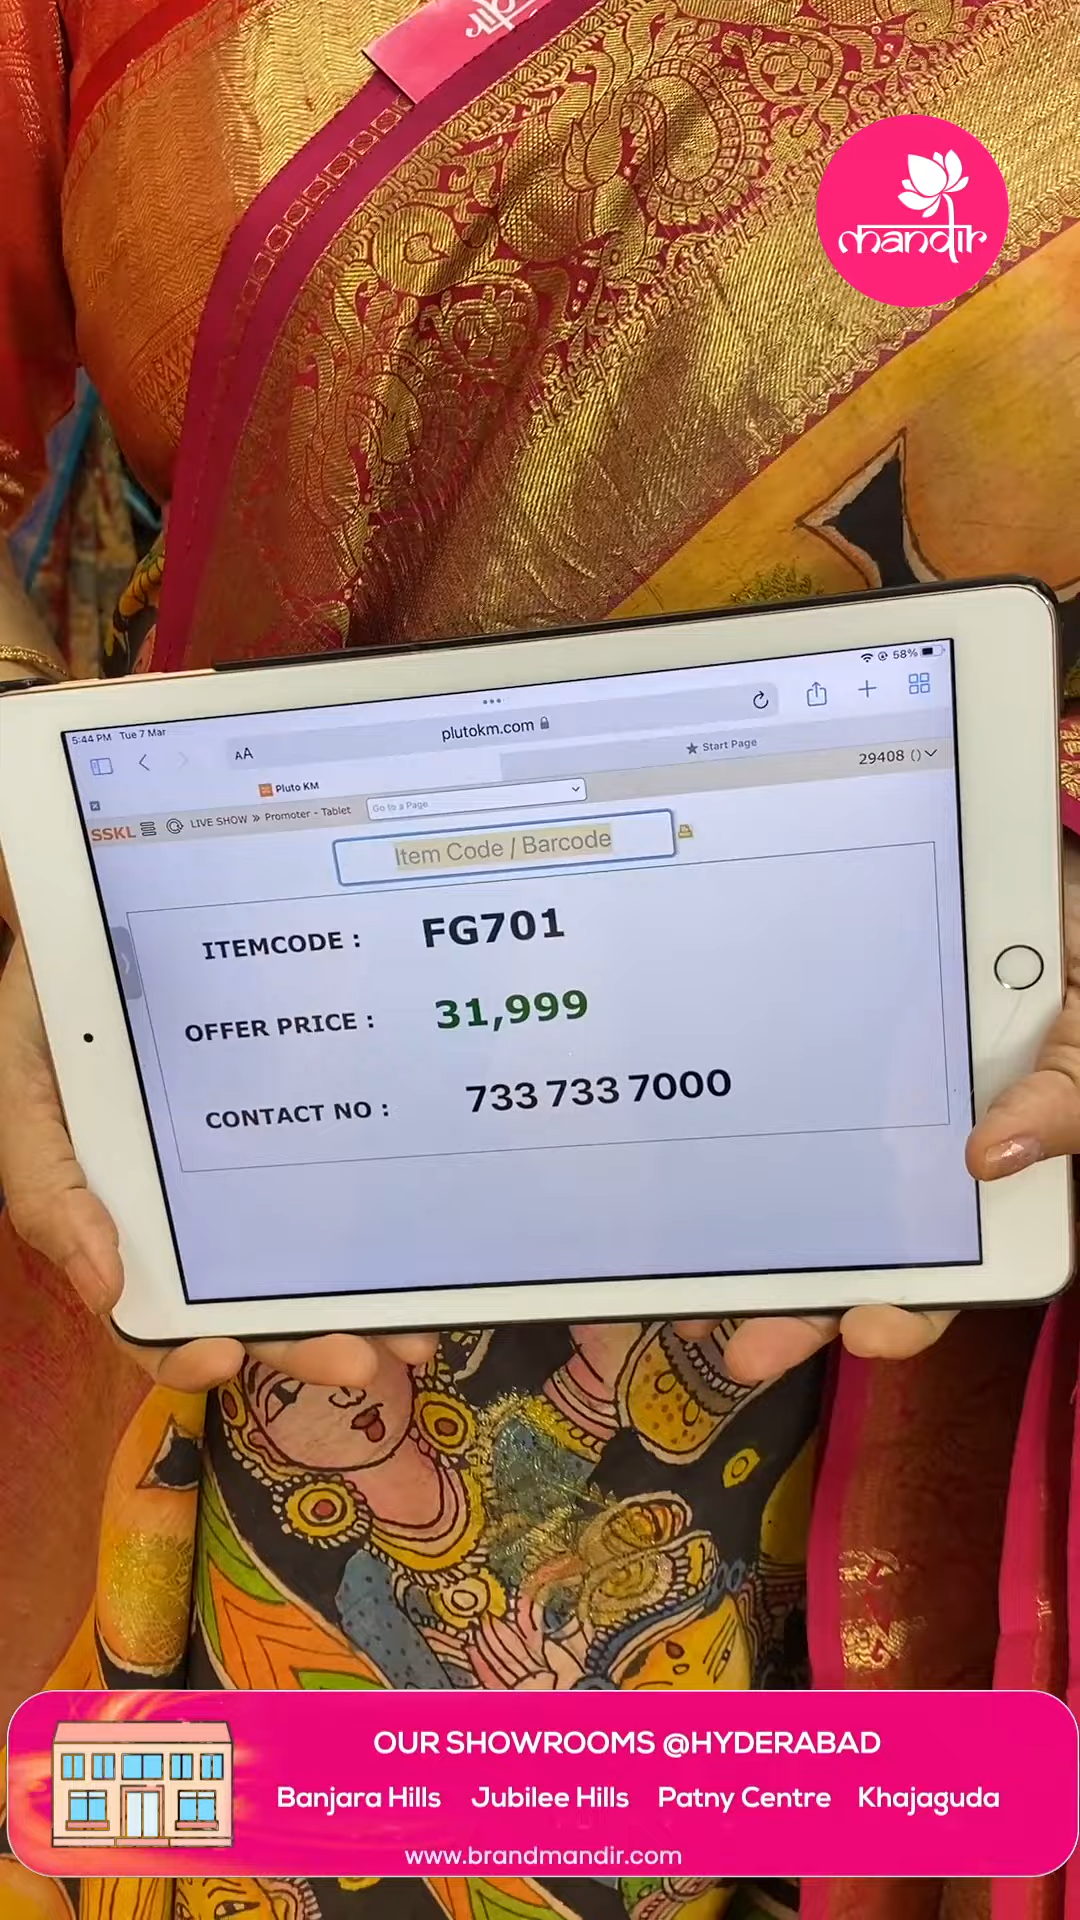 mandir
5:44 PM Tue 7 Mar
58%
AA
plutokm.com
Pluto KM
Start Page
SSKL
LIVE SHOW » Promoter - Tablet
Go to a Page
29408 ()
Item Code / Barcode
ITEMCODE : FG701
OFFER PRICE : 31,999
CONTACT NO : 733 733 7000
OUR SHOWROOMS @HYDERABAD
Banjara Hills Jubilee Hills Patny Centre Khajaguda
www.brandmandir.com